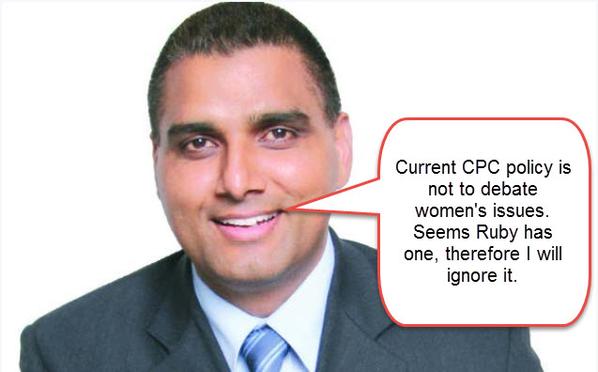 Current CPC policy is
not to debate
women's issues.
Seems Ruby has
one, therefore I will
ignore it.